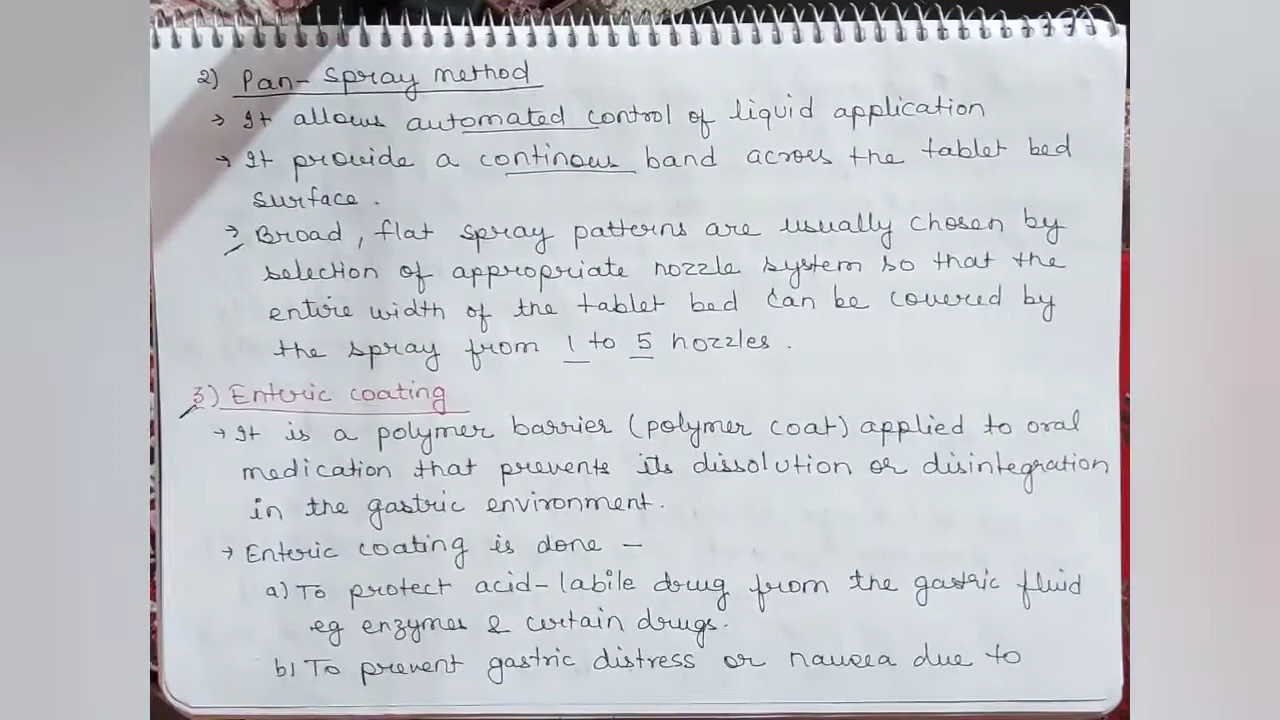 2) Pan-Spray method
→ It allows automated control of liquid application
→ It provide a continous band across the tablet bed
surface.
→ Broad, flat spray patterns are usually chosen by
selection of appropriate nozzle system so that the
entire width of the tablet bed can be covered by
the spray from 1 to 5 nozzles.
3) Enteric coating
→ It is a polymer barrier (polymer coat) applied to oral
medication that prevents its dissolution or disintegration
in the gastric environment.
→ Enteric coating is done -
a) To protect acid-labile drug from the gastric fluid
eg enzymes & certain drugs.
b) To prevent gastric distress or nausea due to